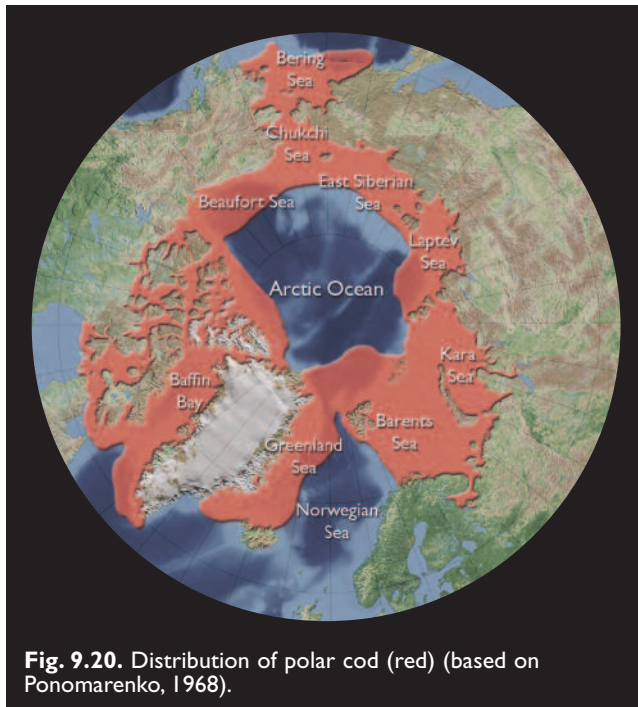 Bering
Sea
Chukchi
Sea
East Siberian
Sea
Beaufort Sea
Laptev
Sea
Arctic Ocean
Kara
Sea
Baffin
Bay
Barents
Sea
Greenland
Sea
Norwegian
Sea
Fig. 9.20. Distribution of polar cod (red) (based on
Ponomarenko, 1968).